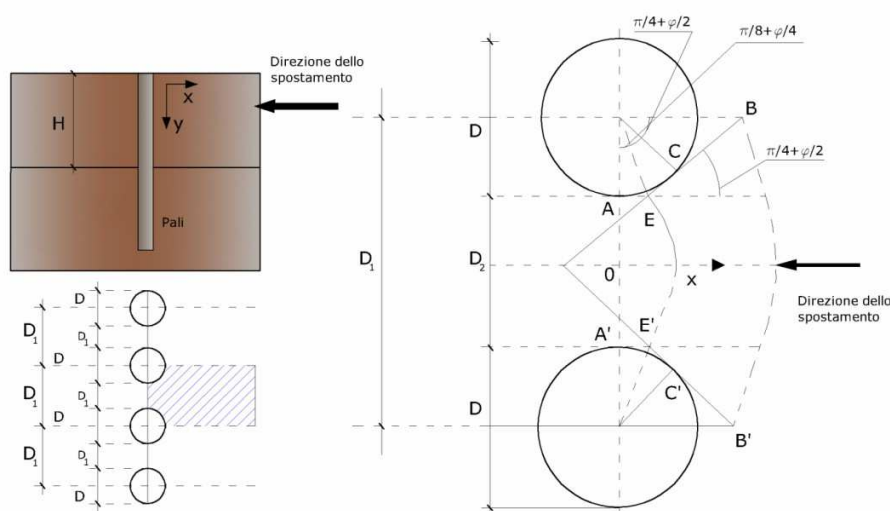 Direzione dello
spostamento
H
x
y
Pali
D
D₁
D₁
D
D₁
D₁
D
D₁
D₁
D
π/4+φ/2
π/8+φ/4
B
D
C
π/4+φ/2
A
E
D₁
D₂
0
x
Direzione dello
spostamento
E'
A'
C'
D
B'